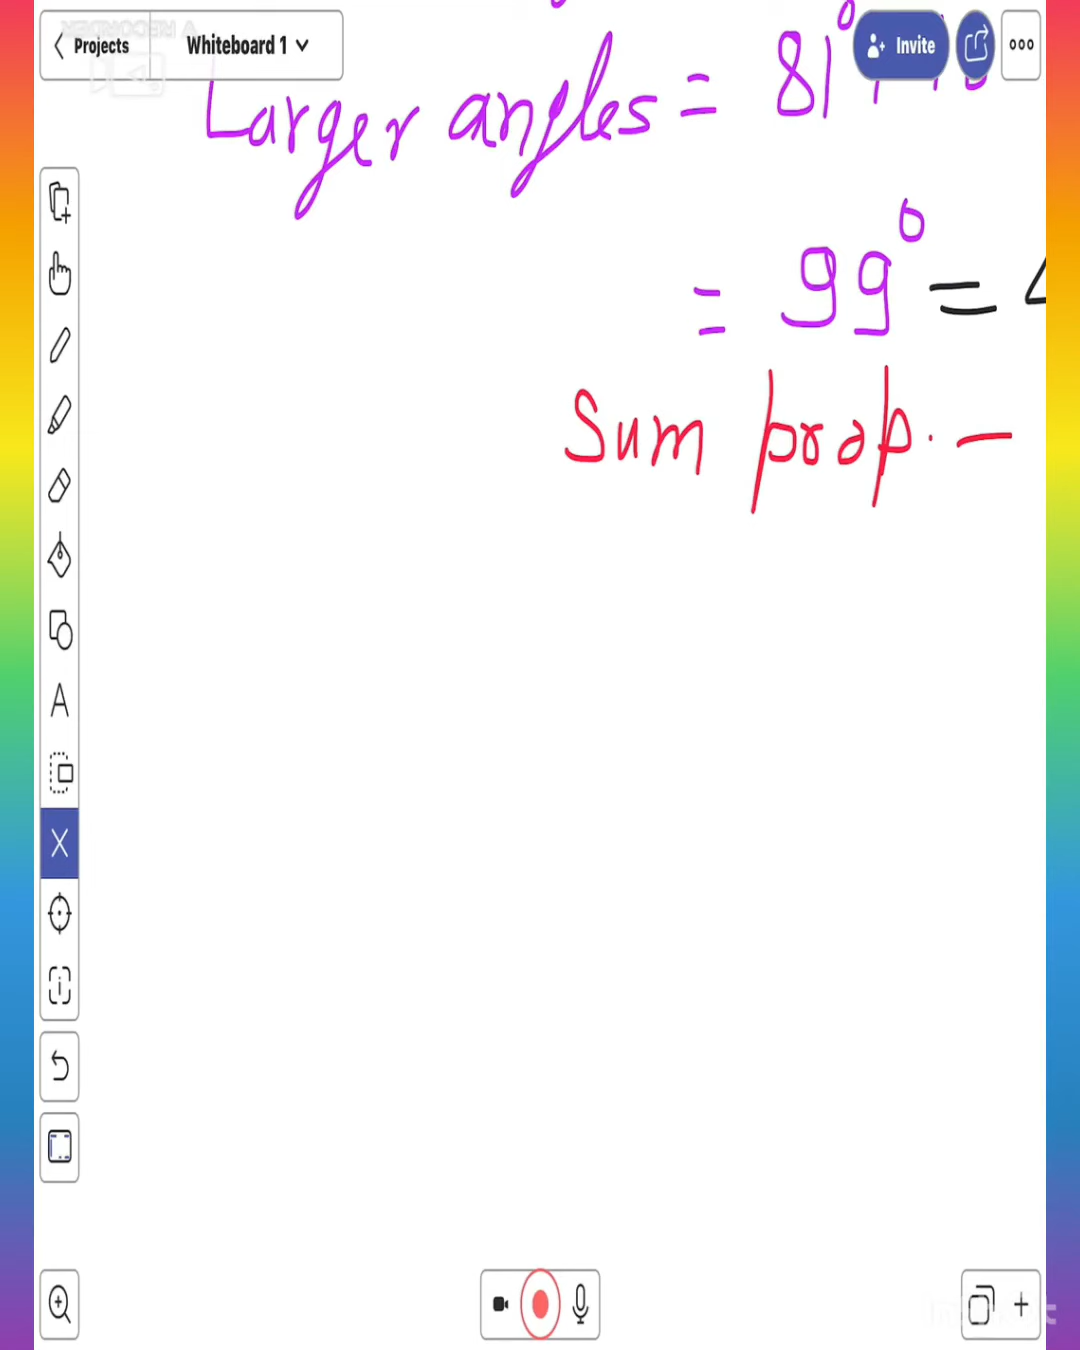 Projects
Whiteboard 1
Invite
Larger angles = 81°
= 99° =
Sum prop. –
A